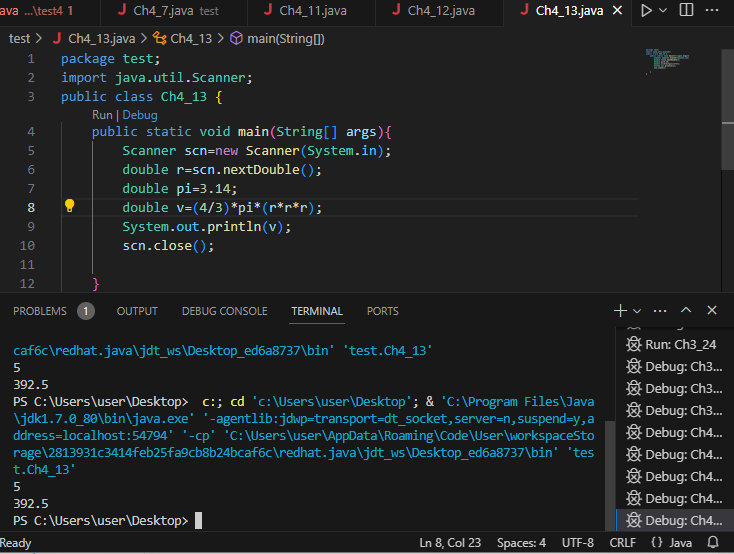 ava ...\test4 1 J Ch4_7.java test J Ch4_11.java J Ch4_12.java J Ch4_13.java
test > J Ch4_13.java > Ch4_13 > main(String[])
1 package test;
2 import java.util.Scanner;
3 public class Ch4_13 {
Run | Debug
4 public static void main(String[] args){
5 Scanner scn=new Scanner(System.in);
6 double r=scn.nextDouble();
7 double pi=3.14;
8 double v=(4/3)*pi*(r*r*r);
9 System.out.println(v);
10 scn.close();
11
12 }
PROBLEMS 1 OUTPUT DEBUG CONSOLE TERMINAL PORTS
caf6c\redhat.java\jdt_ws\Desktop_ed6a8737\bin' 'test.Ch4_13'
5
392.5
PS C:\Users\user\Desktop> c:; cd 'c:\Users\user\Desktop'; & 'C:\Program Files\Java
\jdk1.7.0_80\bin\java.exe' '-agentlib:jdwp=transport=dt_socket,server=n,suspend=y,a
ddress=localhost:54794' '-cp' 'C:\Users\user\AppData\Roaming\Code\User\workspaceSto
rage\2813931c3414feb25fa9cb8b24bcaf6c\redhat.java\jdt_ws\Desktop_ed6a8737\bin' 'tes
t.Ch4_13'
5
392.5
PS C:\Users\user\Desktop>
Run: Ch3_24
Debug: Ch3...
Debug: Ch3...
Debug: Ch3...
Debug: Ch4...
Debug: Ch4...
Debug: Ch4...
Debug: Ch4...
Debug: Ch4...
Ready Ln 8, Col 23 Spaces: 4 UTF-8 CRLF {} Java